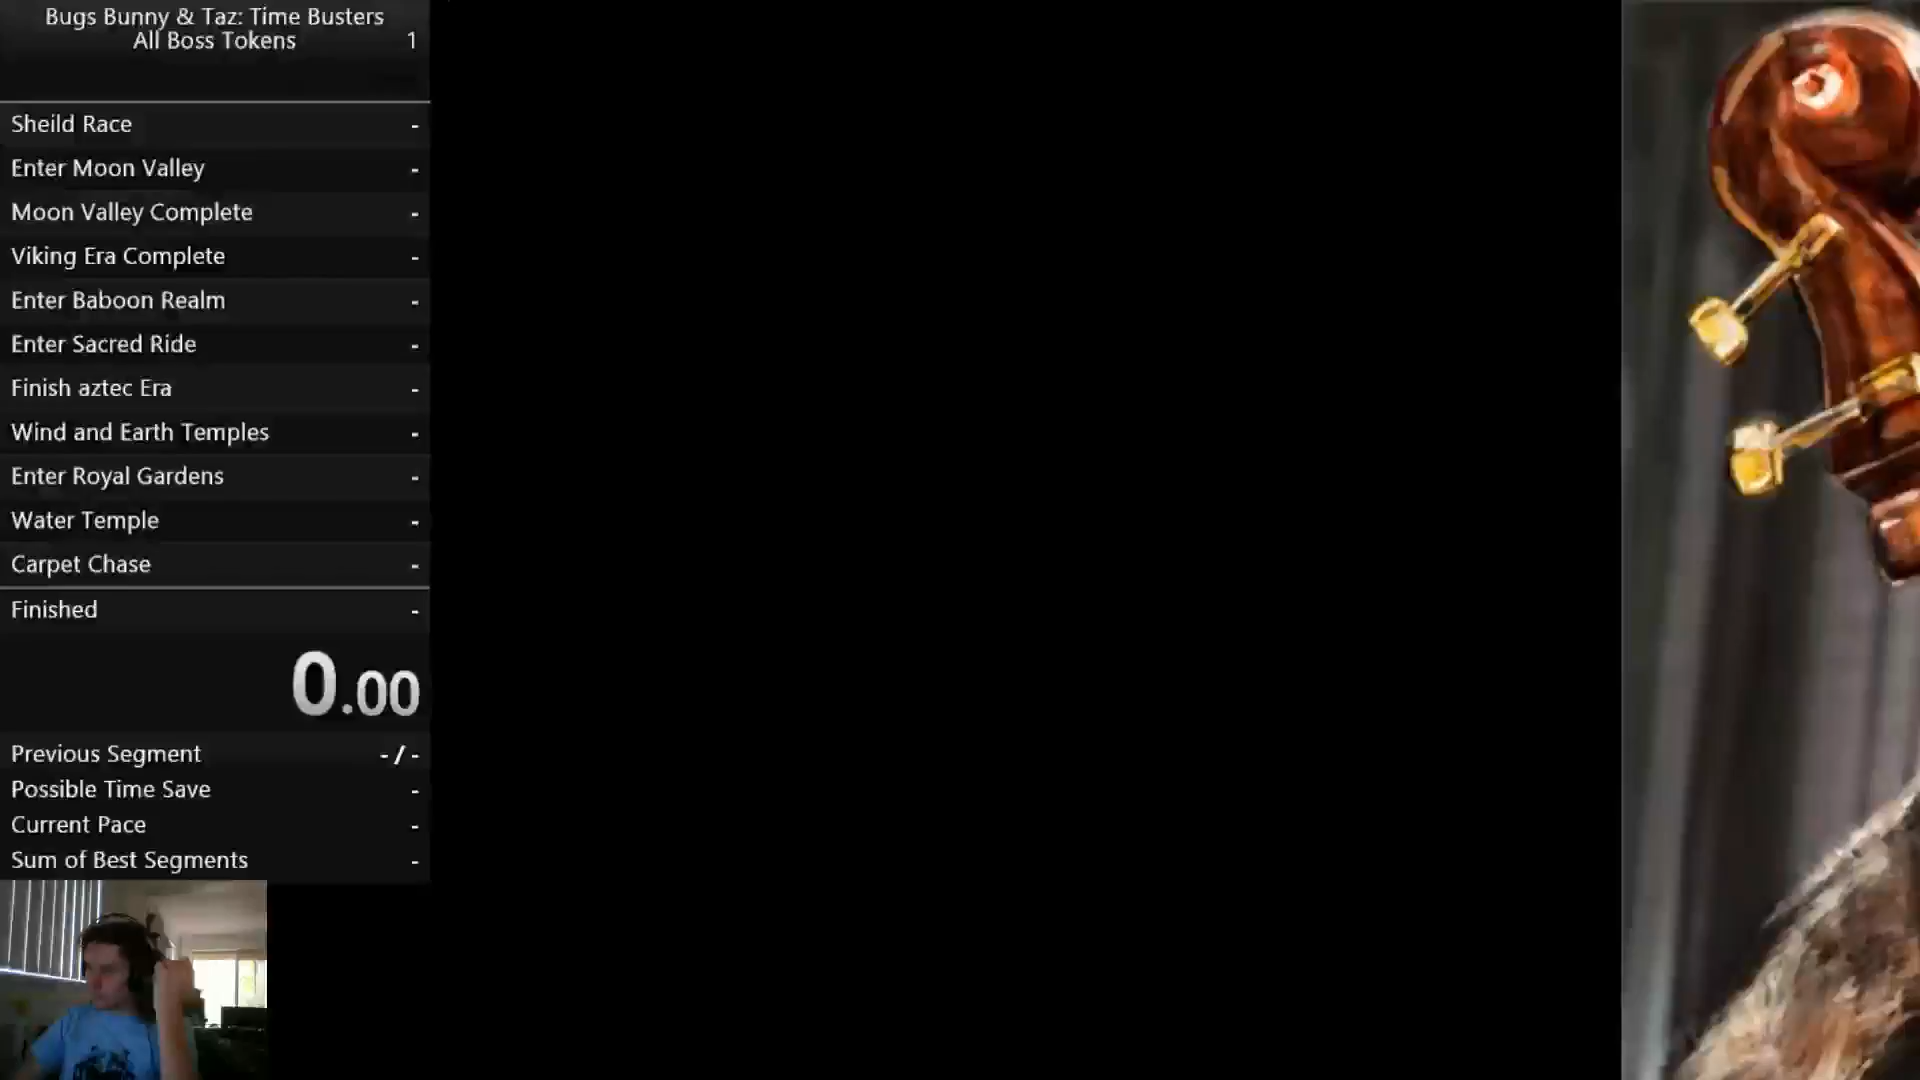 Bugs Bunny & Taz: Time Busters
All Boss Tokens 1
Sheild Race -
Enter Moon Valley -
Moon Valley Complete -
Viking Era Complete -
Enter Baboon Realm -
Enter Sacred Ride -
Finish aztec Era -
Wind and Earth Temples -
Enter Royal Gardens -
Water Temple -
Carpet Chase -
Finished -
0.00
Previous Segment - / -
Possible Time Save -
Current Pace -
Sum of Best Segments -